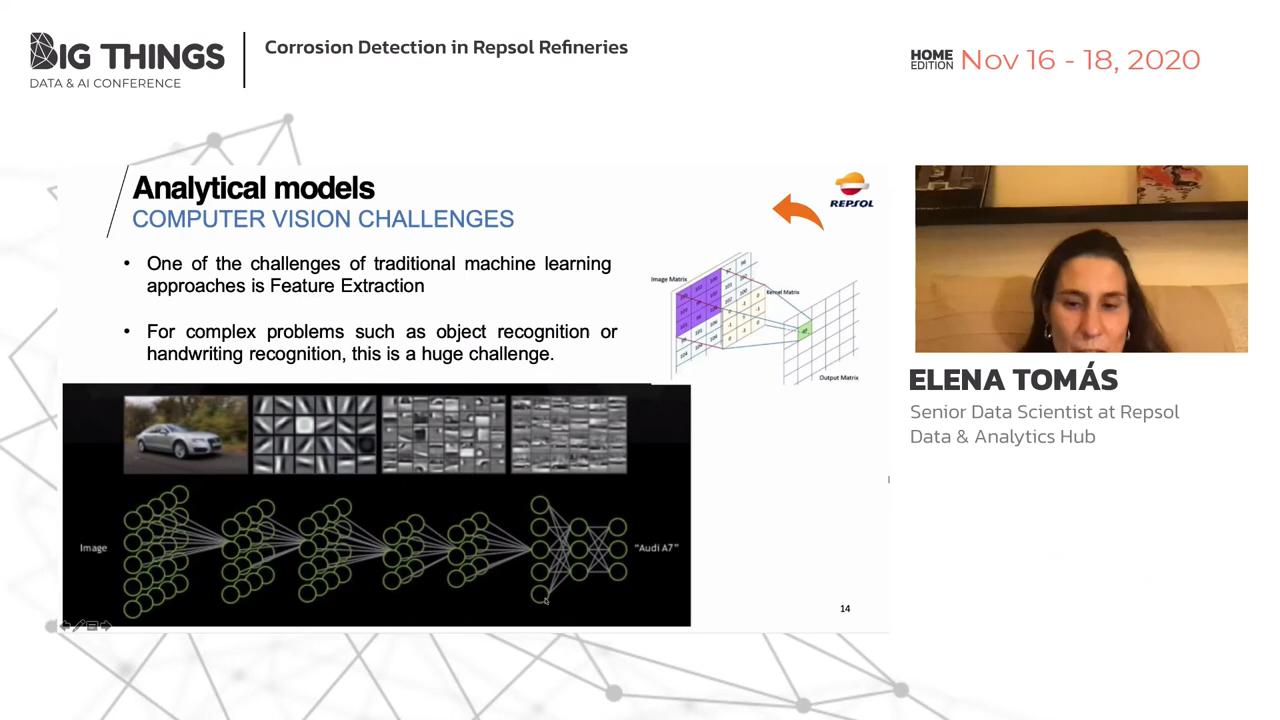 BIG THINGS
DATA & AI CONFERENCE
Corrosion Detection in Repsol Refineries
HOME
EDITION
Nov 16 - 18, 2020
Analytical models
COMPUTER VISION CHALLENGES
REPSOL
• One of the challenges of traditional machine learning
approaches is Feature Extraction
• For complex problems such as object recognition or
handwriting recognition, this is a huge challenge.
Image Matrix
Kernel Matrix
Output Matrix
Image
"Audi A7"
14
ELENA TOMÁS
Senior Data Scientist at Repsol
Data & Analytics Hub